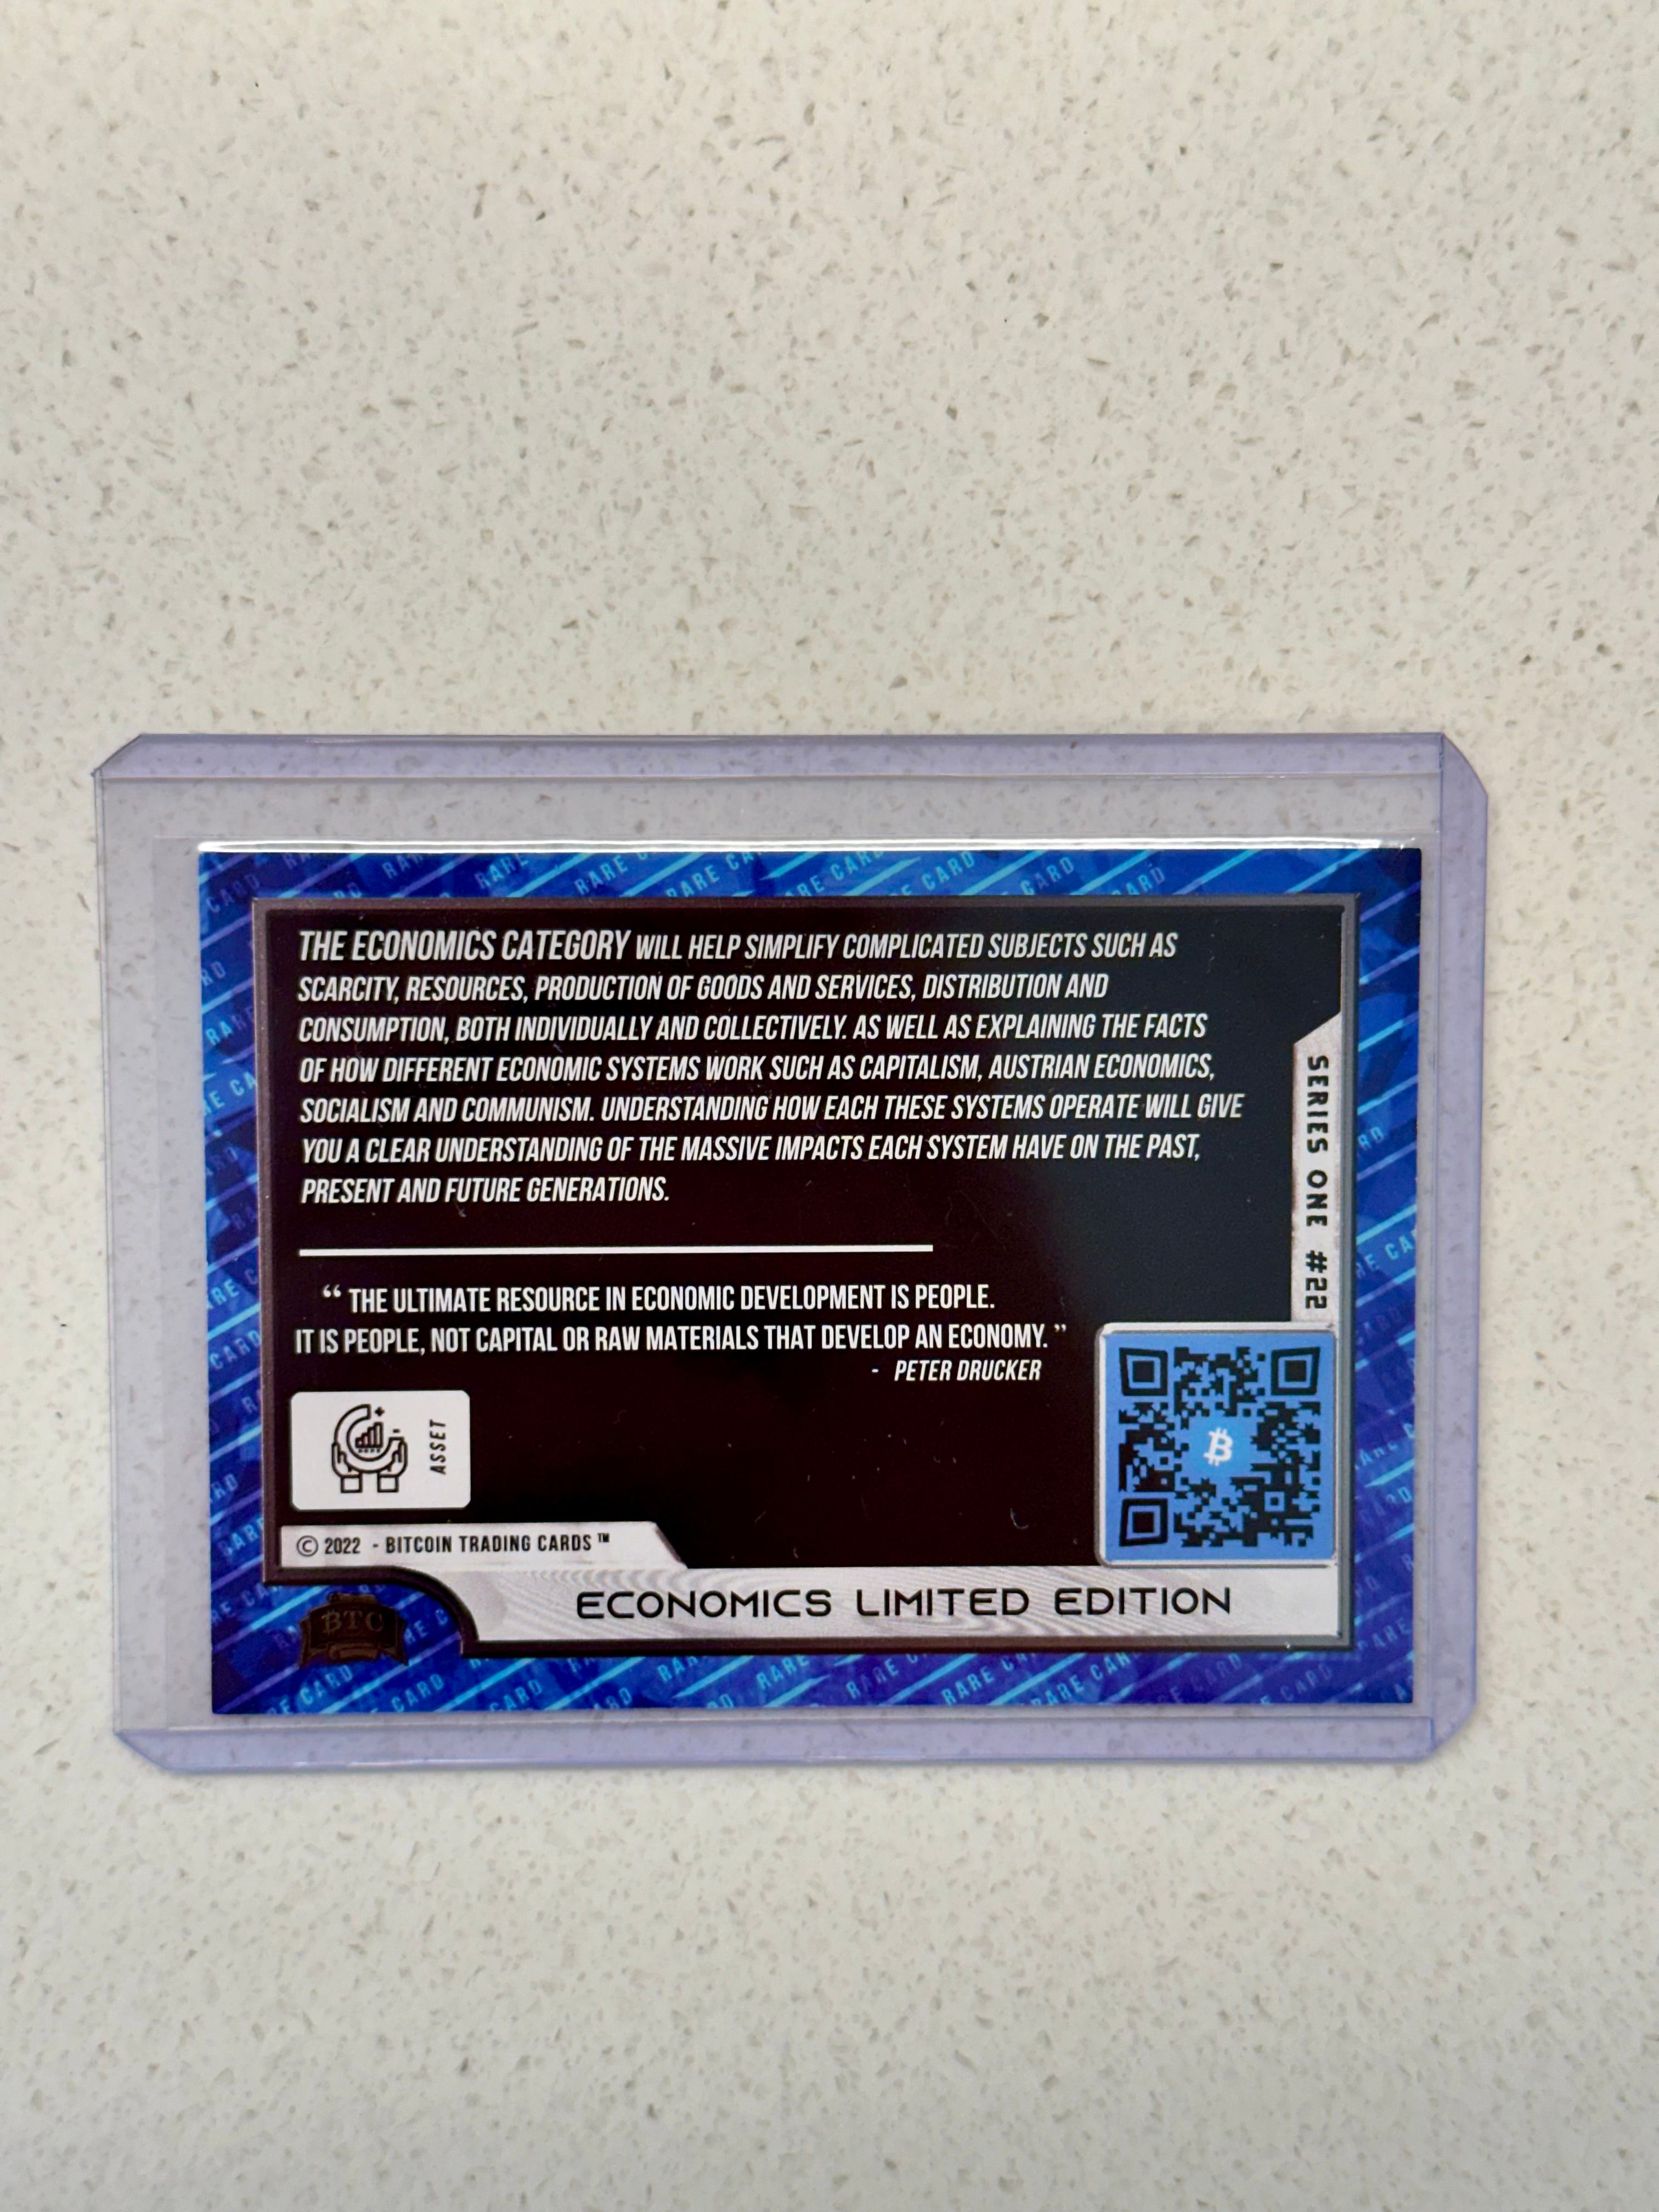 THE ECONOMICS CATEGORY WILL HELP SIMPLIFY COMPLICATED SUBJECTS SUCH AS
SCARCITY, RESOURCES, PRODUCTION OF GOODS AND SERVICES, DISTRIBUTION AND
CONSUMPTION, BOTH INDIVIDUALLY AND COLLECTIVELY. AS WELL AS EXPLAINING THE FACTS
OF HOW DIFFERENT ECONOMIC SYSTEMS WORK SUCH AS CAPITALISM, AUSTRIAN ECONOMICS,
SOCIALISM AND COMMUNISM. UNDERSTANDING HOW EACH THESE SYSTEMS OPERATE WILL GIVE
YOU A CLEAR UNDERSTANDING OF THE MASSIVE IMPACTS EACH SYSTEM HAVE ON THE PAST,
PRESENT AND FUTURE GENERATIONS.
SERIES ONE #22
“ THE ULTIMATE RESOURCE IN ECONOMIC DEVELOPMENT IS PEOPLE.
IT IS PEOPLE, NOT CAPITAL OR RAW MATERIALS THAT DEVELOP AN ECONOMY. ”
- PETER DRUCKER
ASSET
© 2022 - BITCOIN TRADING CARDS ™
ECONOMICS LIMITED EDITION
BTC
RARE CARD